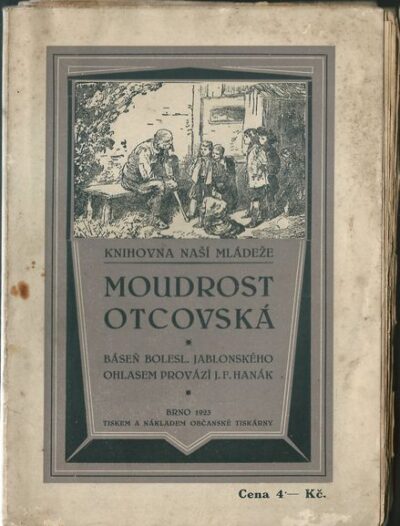 KNIHOVNA NAŠÍ MLÁDEŽE
MOUDROST
OTCOVSKÁ
BÁSEŇ BOLESL. JABLONSKÉHO
OHLASEM PROVÁZÍ J. F. HANÁK
BRNO 1923
TISKEM A NÁKLADEM OBČANSKÉ TISKÁRNY
Cena 4·— Kč.